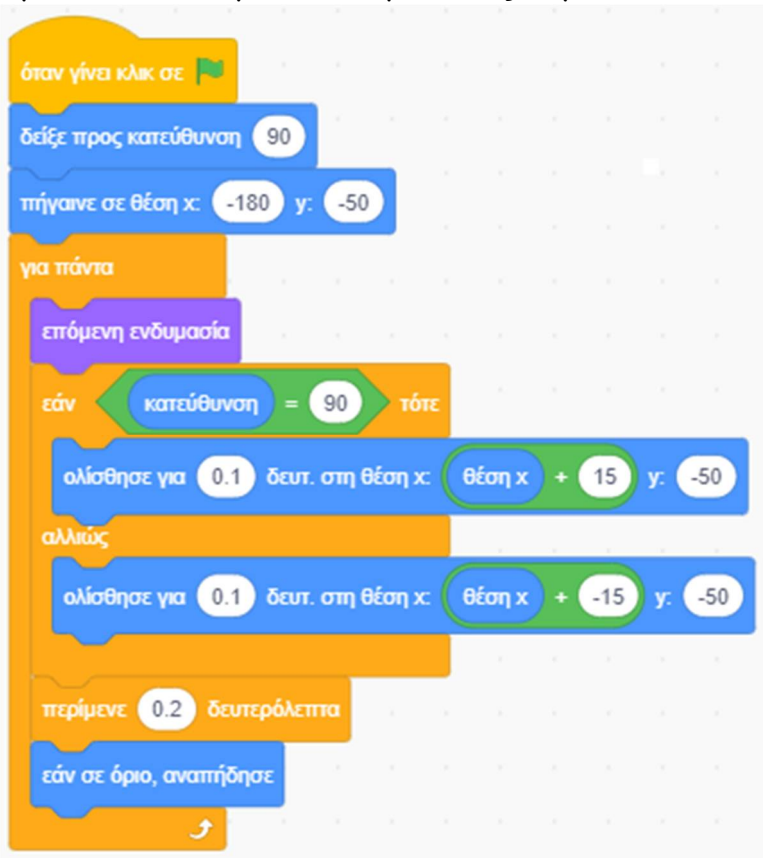 όταν γίνει κλικ σε
δείξε προς κατεύθυνση 90
πήγαινε σε θέση x: -180 y: -50
για πάντα
επόμενη ενδυμασία
εάν κατεύθυνση = 90 τότε
ολίσθησε για 0.1 δευτ. στη θέση x: θέση x + 15 y: -50
αλλιώς
ολίσθησε για 0.1 δευτ. στη θέση x: θέση x + -15 y: -50
περίμενε 0.2 δευτερόλεπτα
εάν σε όριο, αναπήδησε